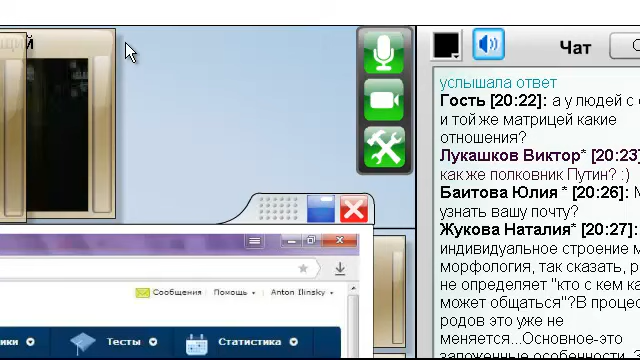 Чат
услышала ответ
Гость [20:22]: а у людей с
и той же матрицей какие
отношения?
Лукашков Виктор* [20:23]
как же полковник Путин? :)
Баитова Юлия * [20:26]:
узнать вашу почту?
Жукова Наталия* [20:27]:
индивидуальное строение
морфология, так сказать,
не определяет "кто с кем
может общаться"?В процес
родов это уже не
меняется...Основное-это
заложенные особенности.
Сообщения Помощь Anton Ilinsky
Тесты Статистика